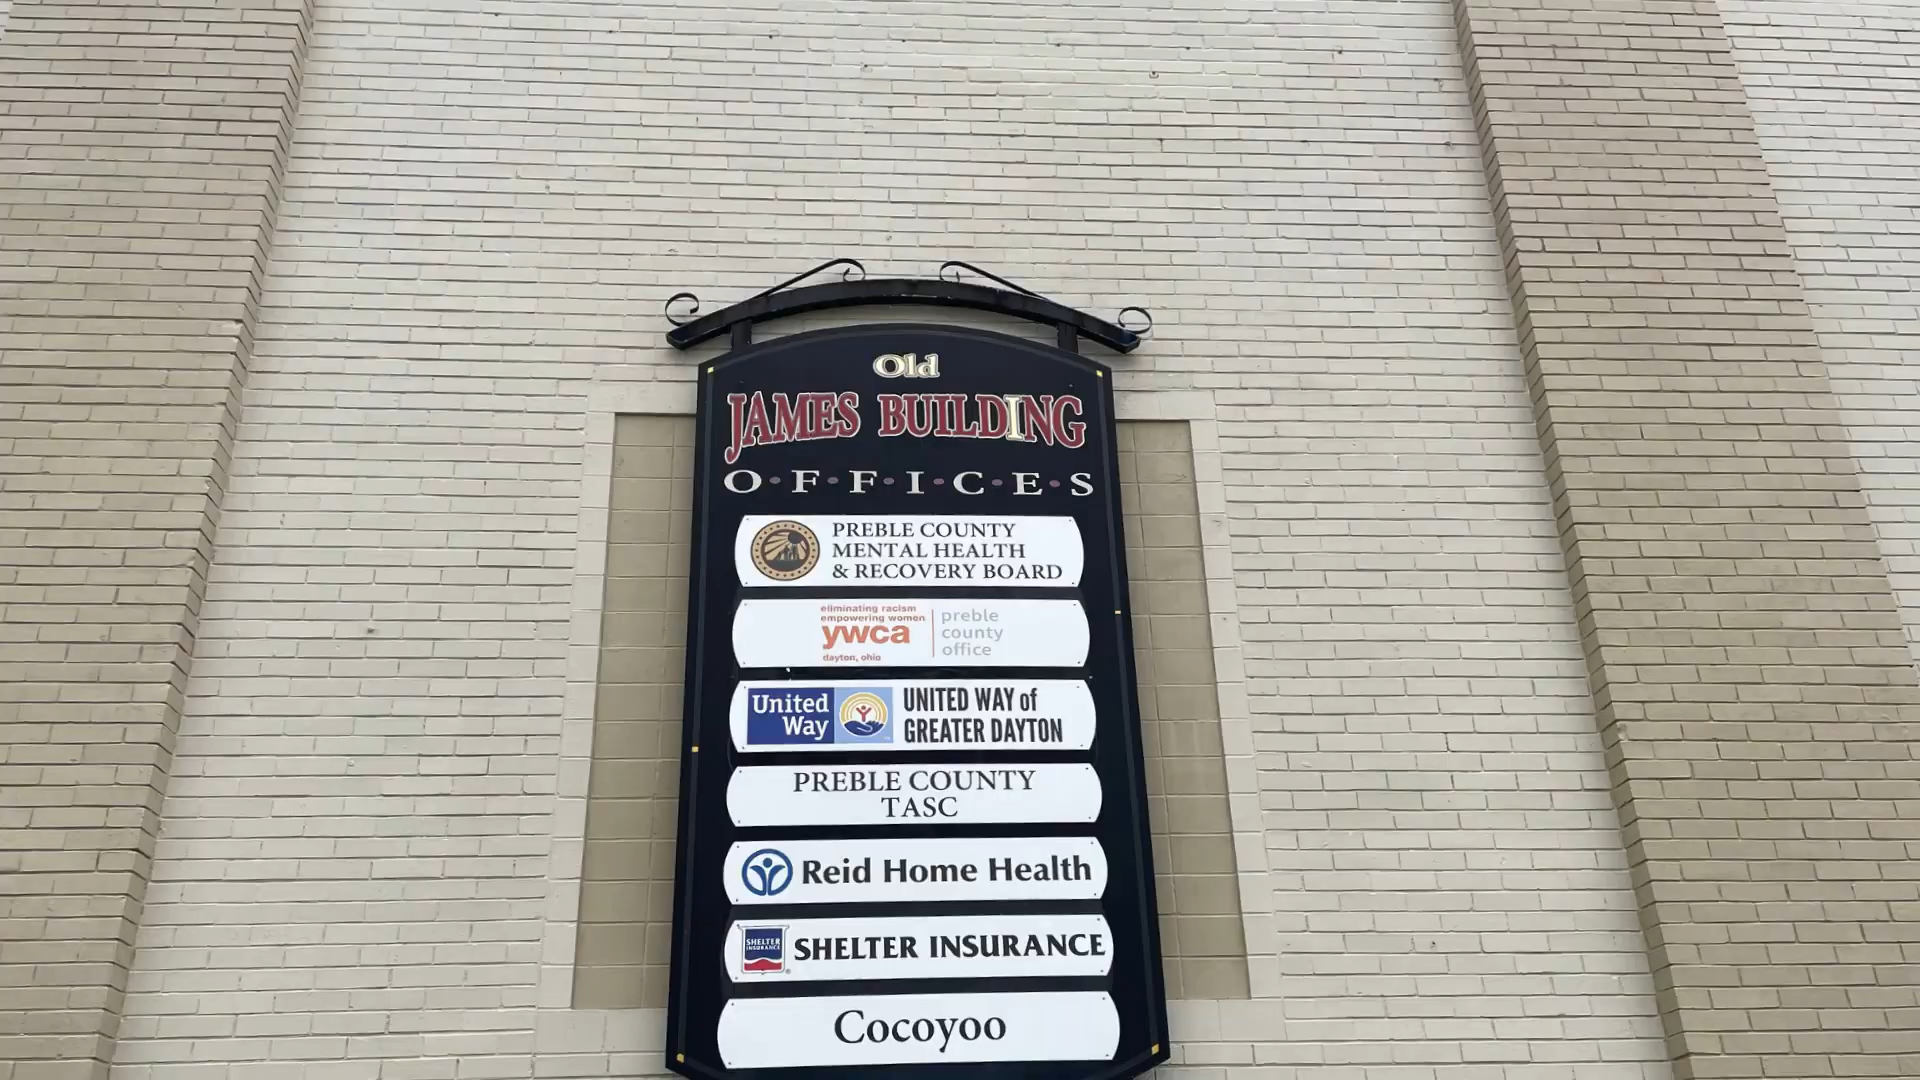 Old
JAMES BUILDING
O·F·F·I·C·E·S
PREBLE COUNTY
MENTAL HEALTH
& RECOVERY BOARD
eliminating racism
empowering women
ywca
dayton, ohio
preble
county
office
United
Way
UNITED WAY of
GREATER DAYTON
PREBLE COUNTY
TASC
Reid Home Health
SHELTER
INSURANCE
SHELTER INSURANCE
Cocoyoo